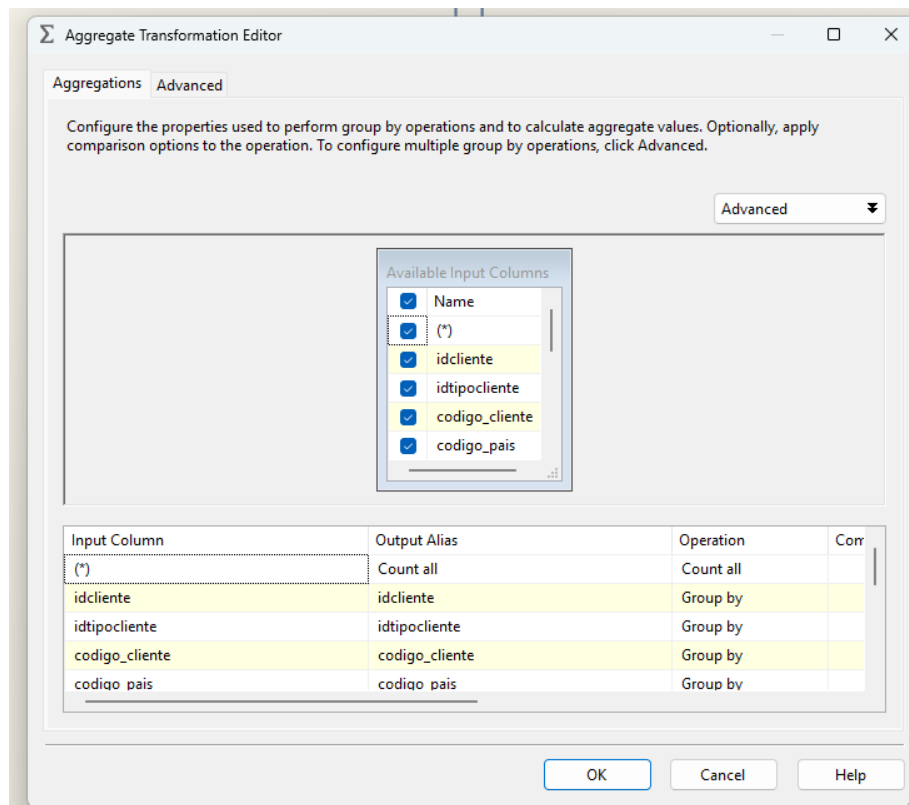 Aggregate Transformation Editor
Aggregations Advanced
Configure the properties used to perform group by operations and to calculate aggregate values. Optionally, apply
comparison options to the operation. To configure multiple group by operations, click Advanced.
Advanced
Available Input Columns
Name
(*)
idcliente
idtipocliente
codigo_cliente
codigo_pais
Input Column Output Alias Operation Com
(*) Count all Count all
idcliente idcliente Group by
idtipocliente idtipocliente Group by
codigo_cliente codigo_cliente Group by
codigo_pais codigo_pais Group by
OK Cancel Help